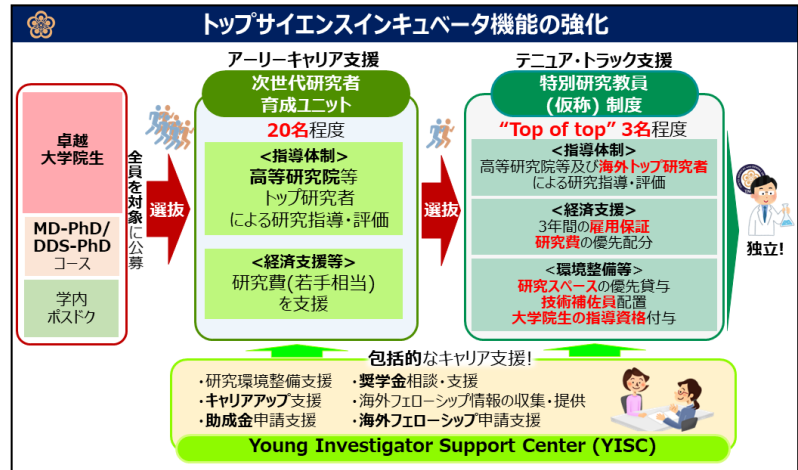 トップサイエンスインキュベータ機能の強化
アーリーキャリア支援
次世代研究者
育成ユニット
20名程度
<指導体制>
高等研究院等
トップ研究者
による研究指導・評価
<経済支援等>
研究費(若手相当)
を支援
テニュア・トラック支援
特別研究教員
(仮称) 制度
“Top of top” 3名程度
<指導体制>
高等研究院等及び海外トップ研究者
による研究指導・評価
<経済支援>
3年間の雇用保証
研究費の優先配分
<環境整備等>
研究スペースの優先貸与
技術補佐員配置
大学院生の指導資格付与
卓越
大学院生
MD-PhD/
DDS-PhD
コース
学内
ポスドク
全員を対象に公募
選抜
選抜
独立!
包括的なキャリア支援!
・研究環境整備支援
・キャリアアップ支援
・助成金申請支援
・奨学金相談・支援
・海外フェローシップ情報の収集・提供
・海外フェローシップ申請支援
Young Investigator Support Center (YISC)